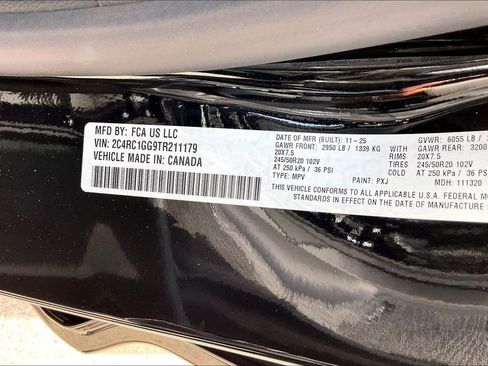 MFD BY: FCA US LLC
VIN: 2C4RC1GG9TR211179
VEHICLE MADE IN: CANADA
DATE OF MFR (BUILT): 11-25 GVWR: 6055 LB /
GAWR FRONT: 2950 LB / 1339 KG WITH GAWR REAR: 3200
20X7.5 RIMS 20X7.5
245/50R20 102V TIRES 245/50R20 102V
AT 250 kPa / 36 PSI COLD AT 250 kPa / 36 PS
TYPE: MPV PAINT: PXJ MDH: 111320
THIS VEHICLE CONFORMS TO ALL APPLICABLE U.S.A. FEDERAL MO
STANDARDS IN EFFECT ON THE DATE OF MANUFACTURE